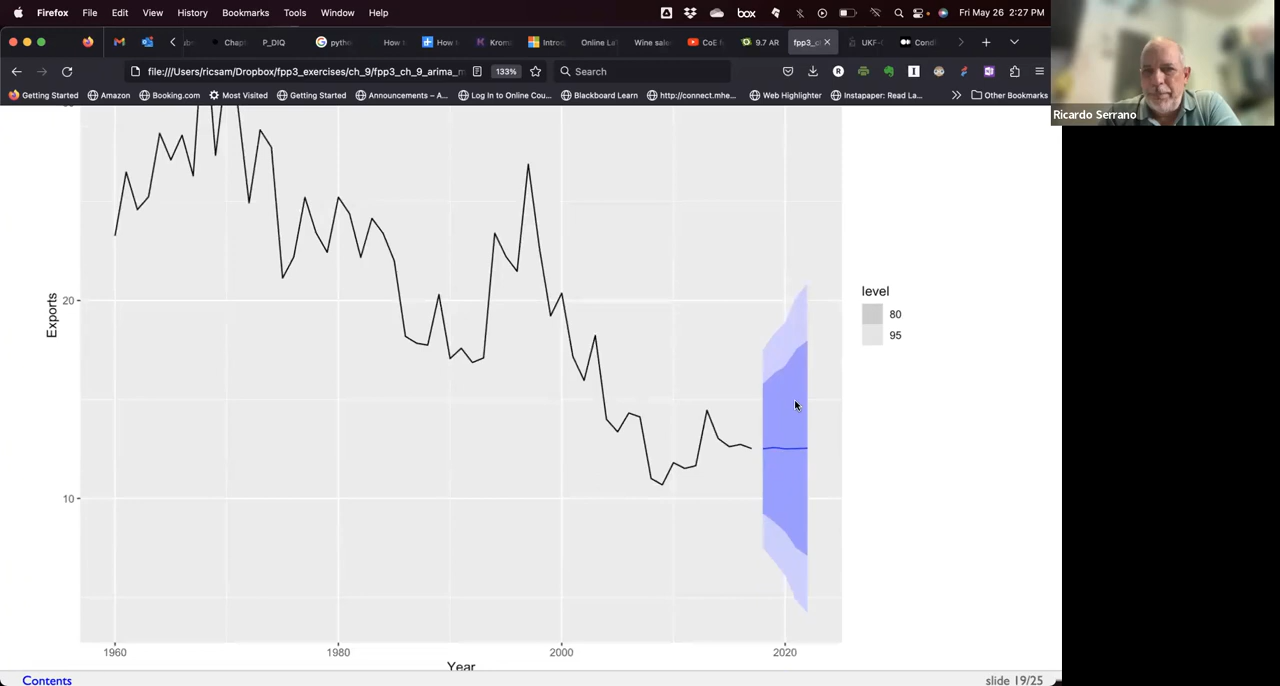 Firefox File Edit View History Bookmarks Tools Window Help box Fri May 26 2:27 PM
Chap P_DIQ pytho How How Krom Introd Online La Wine sale CoE f 9.7 AR fpp3_c UKF- Condi
file:///Users/ricsam/Dropbox/fpp3_exercises/ch_9/fpp3_ch_9_arima_m 133% Search
Getting Started Amazon Booking.com Most Visited Getting Started Announcements – A... Log In to Online Cou... Blackboard Learn http://connect.mhe... Web Highlighter Instapaper: Read La... Other Bookmarks
Ricardo Serrano
Exports
20
10
level
80
95
1960 1980 2000 2020
Year
Contents slide 19/25